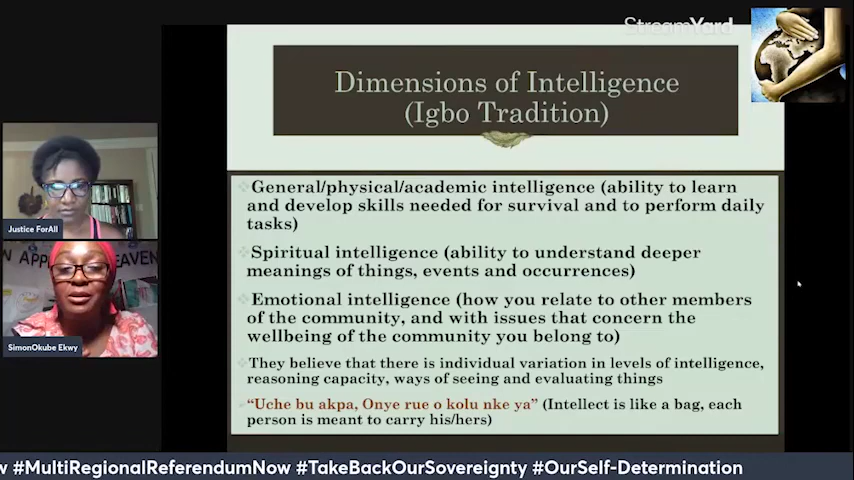 StreamYard
Dimensions of Intelligence
(Igbo Tradition)
General/physical/academic intelligence (ability to learn
and develop skills needed for survival and to perform daily
tasks)
Spiritual intelligence (ability to understand deeper
meanings of things, events and occurrences)
Emotional intelligence (how you relate to other members
of the community, and with issues that concern the
wellbeing of the community you belong to)
They believe that there is individual variation in levels of intelligence,
reasoning capacity, ways of seeing and evaluating things
“Uche bu akpa, Onye rue o kolu nke ya” (Intellect is like a bag, each
person is meant to carry his/hers)
Justice ForAll
SimonOkube Ekwy
w #MultiRegionalReferendumNow #TakeBackOurSovereignty #OurSelf-Determination